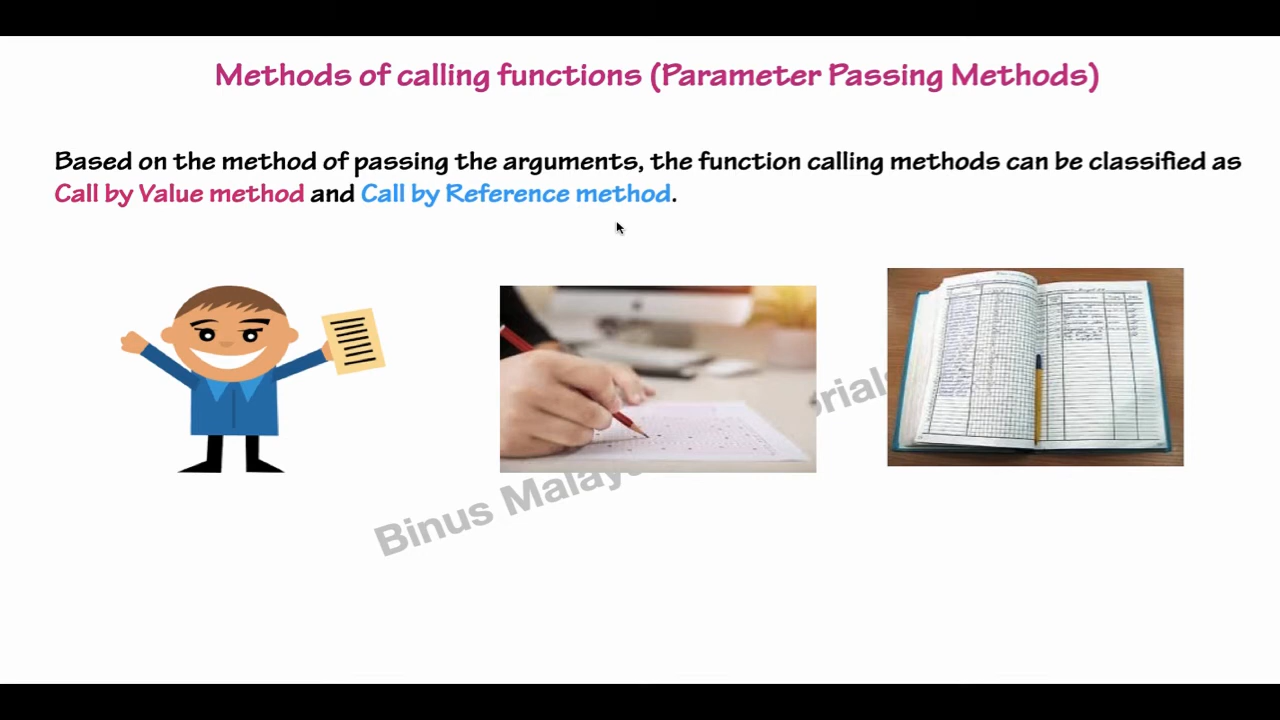 Methods of calling functions (Parameter Passing Methods)
Based on the method of passing the arguments, the function calling methods can be classified as
Call by Value method and Call by Reference method.
Binus